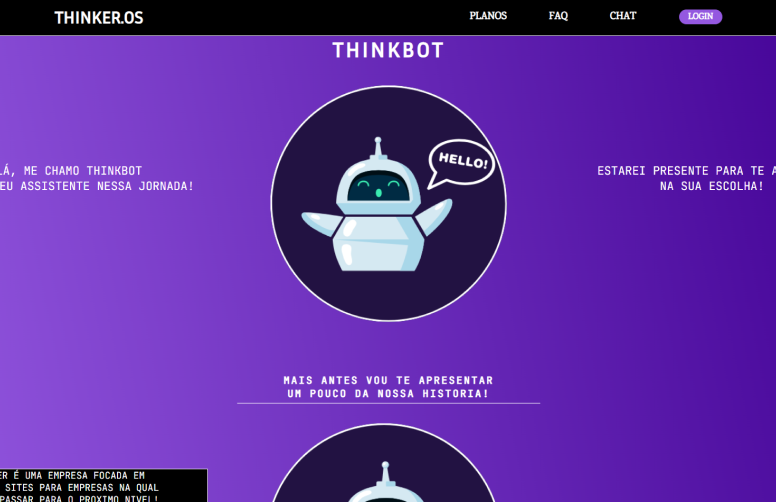 THINKER.OS
PLANOS
FAQ
CHAT
LOGIN
THINKBOT
LÁ, ME CHAMO THINKBOT
EU ASSISTENTE NESSA JORNADA!
HELLO!
ESTAREI PRESENTE PARA TE
NA SUA ESCOLHA!
MAIS ANTES VOU TE APRESENTAR
UM POUCO DA NOSSA HISTORIA!
ER É UMA EMPRESA FOCADA EM
SITES PARA EMPRESAS NA QUAL
PASSAR PARA O PROXIMO NIVEL!